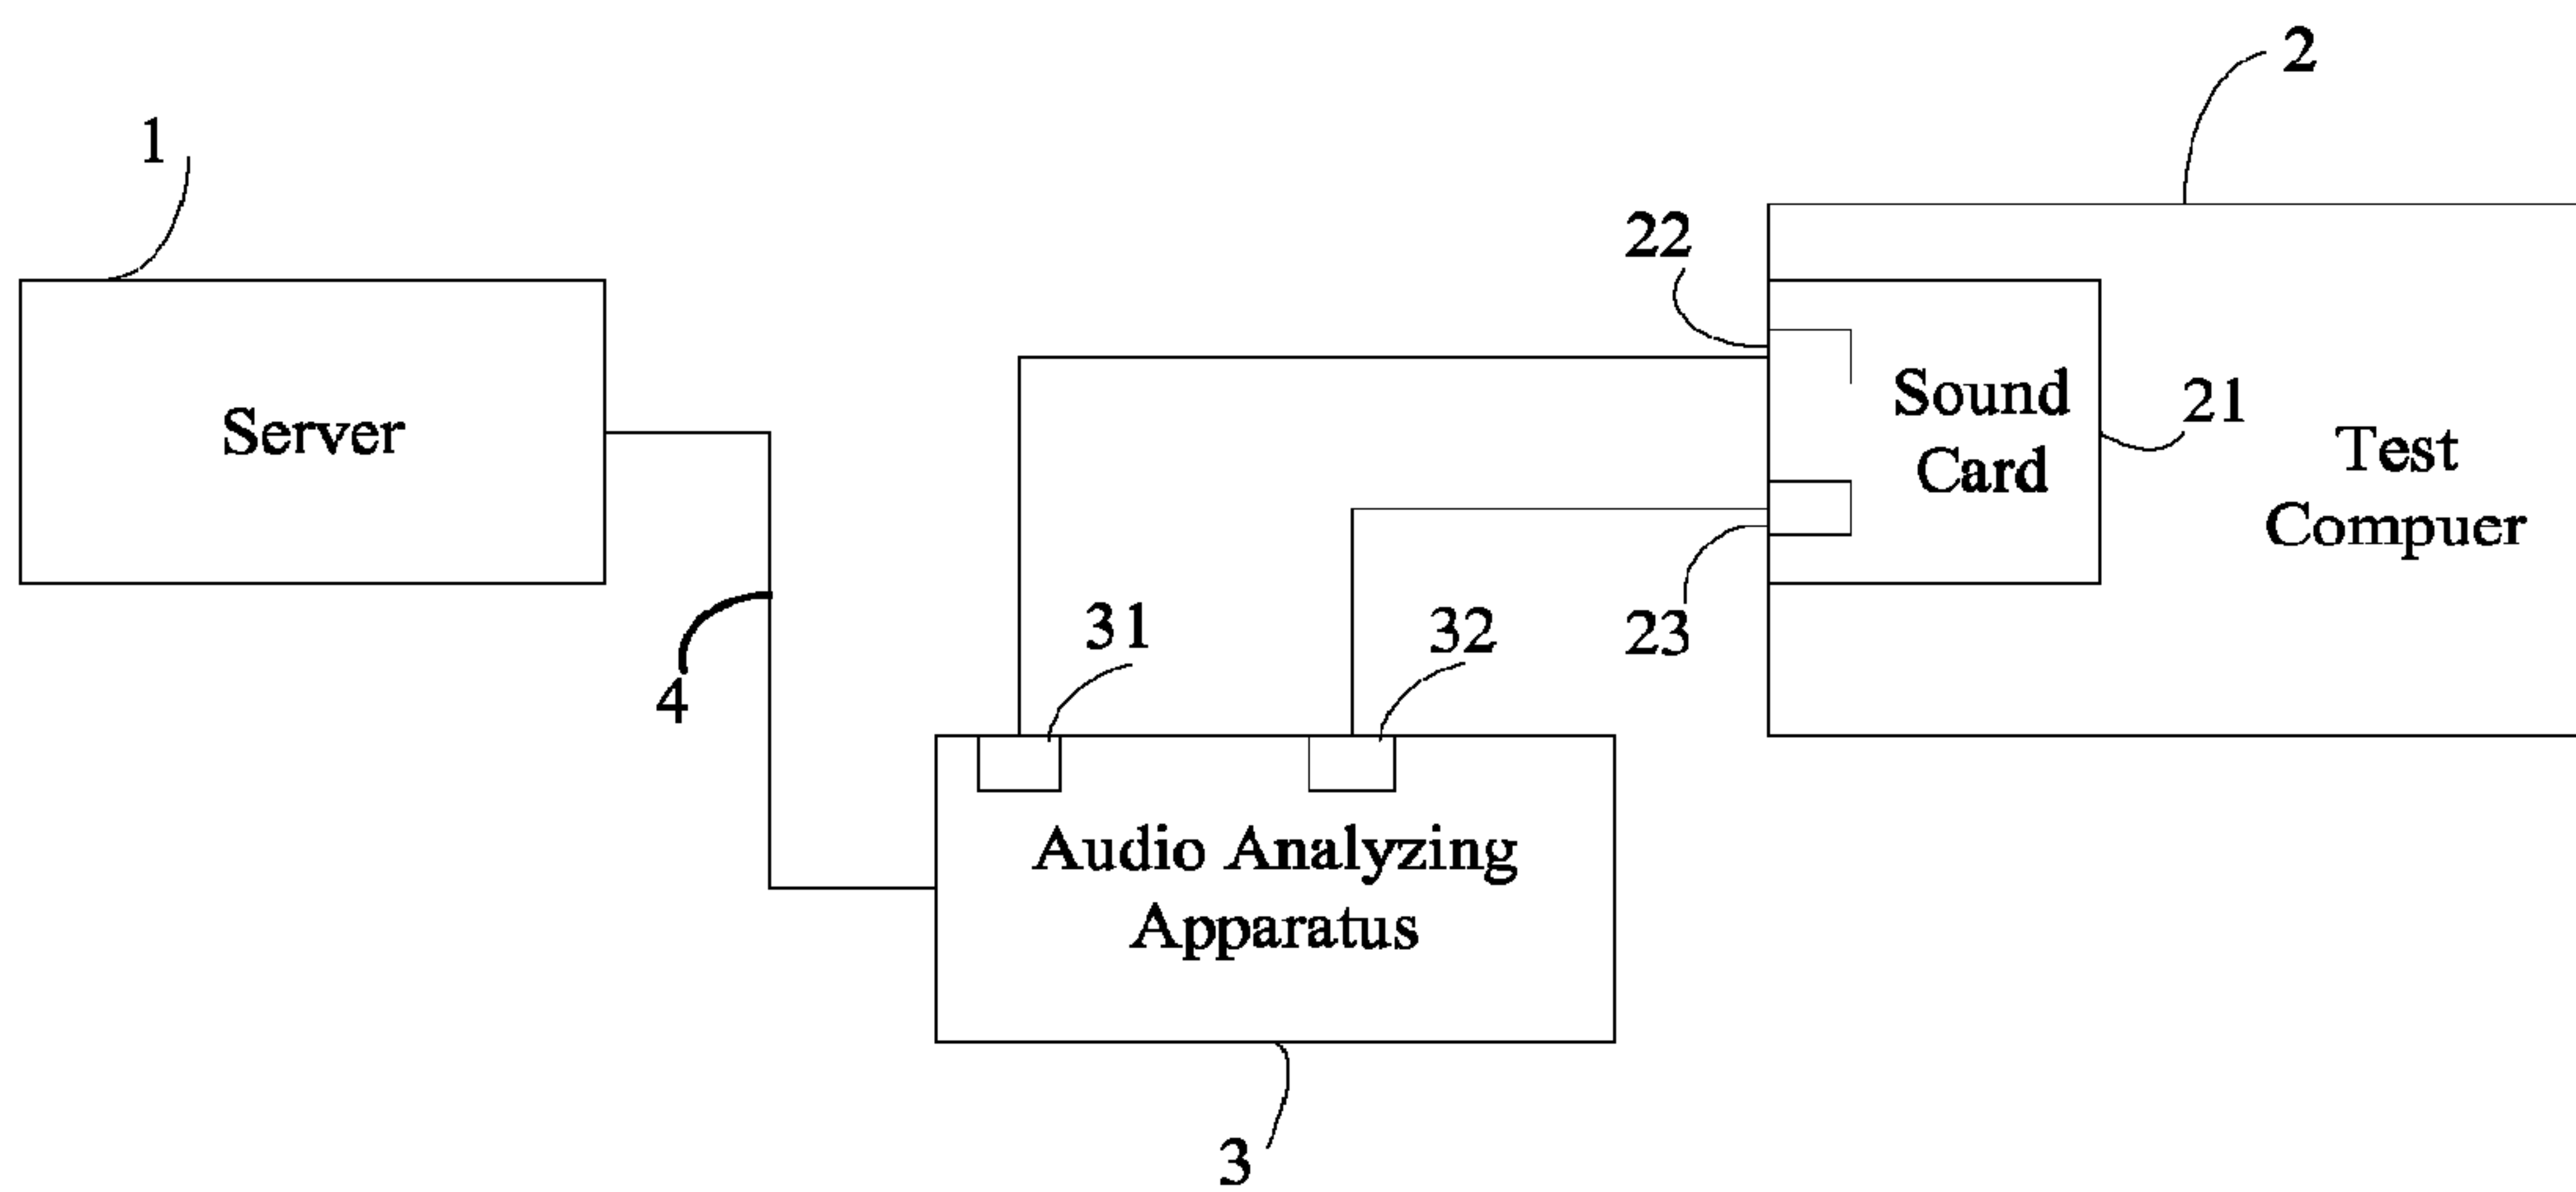 2
1
22
Server
Sound
Card
21
Test
Compuer
23
31
32
4
Audio Analyzing
Apparatus
3